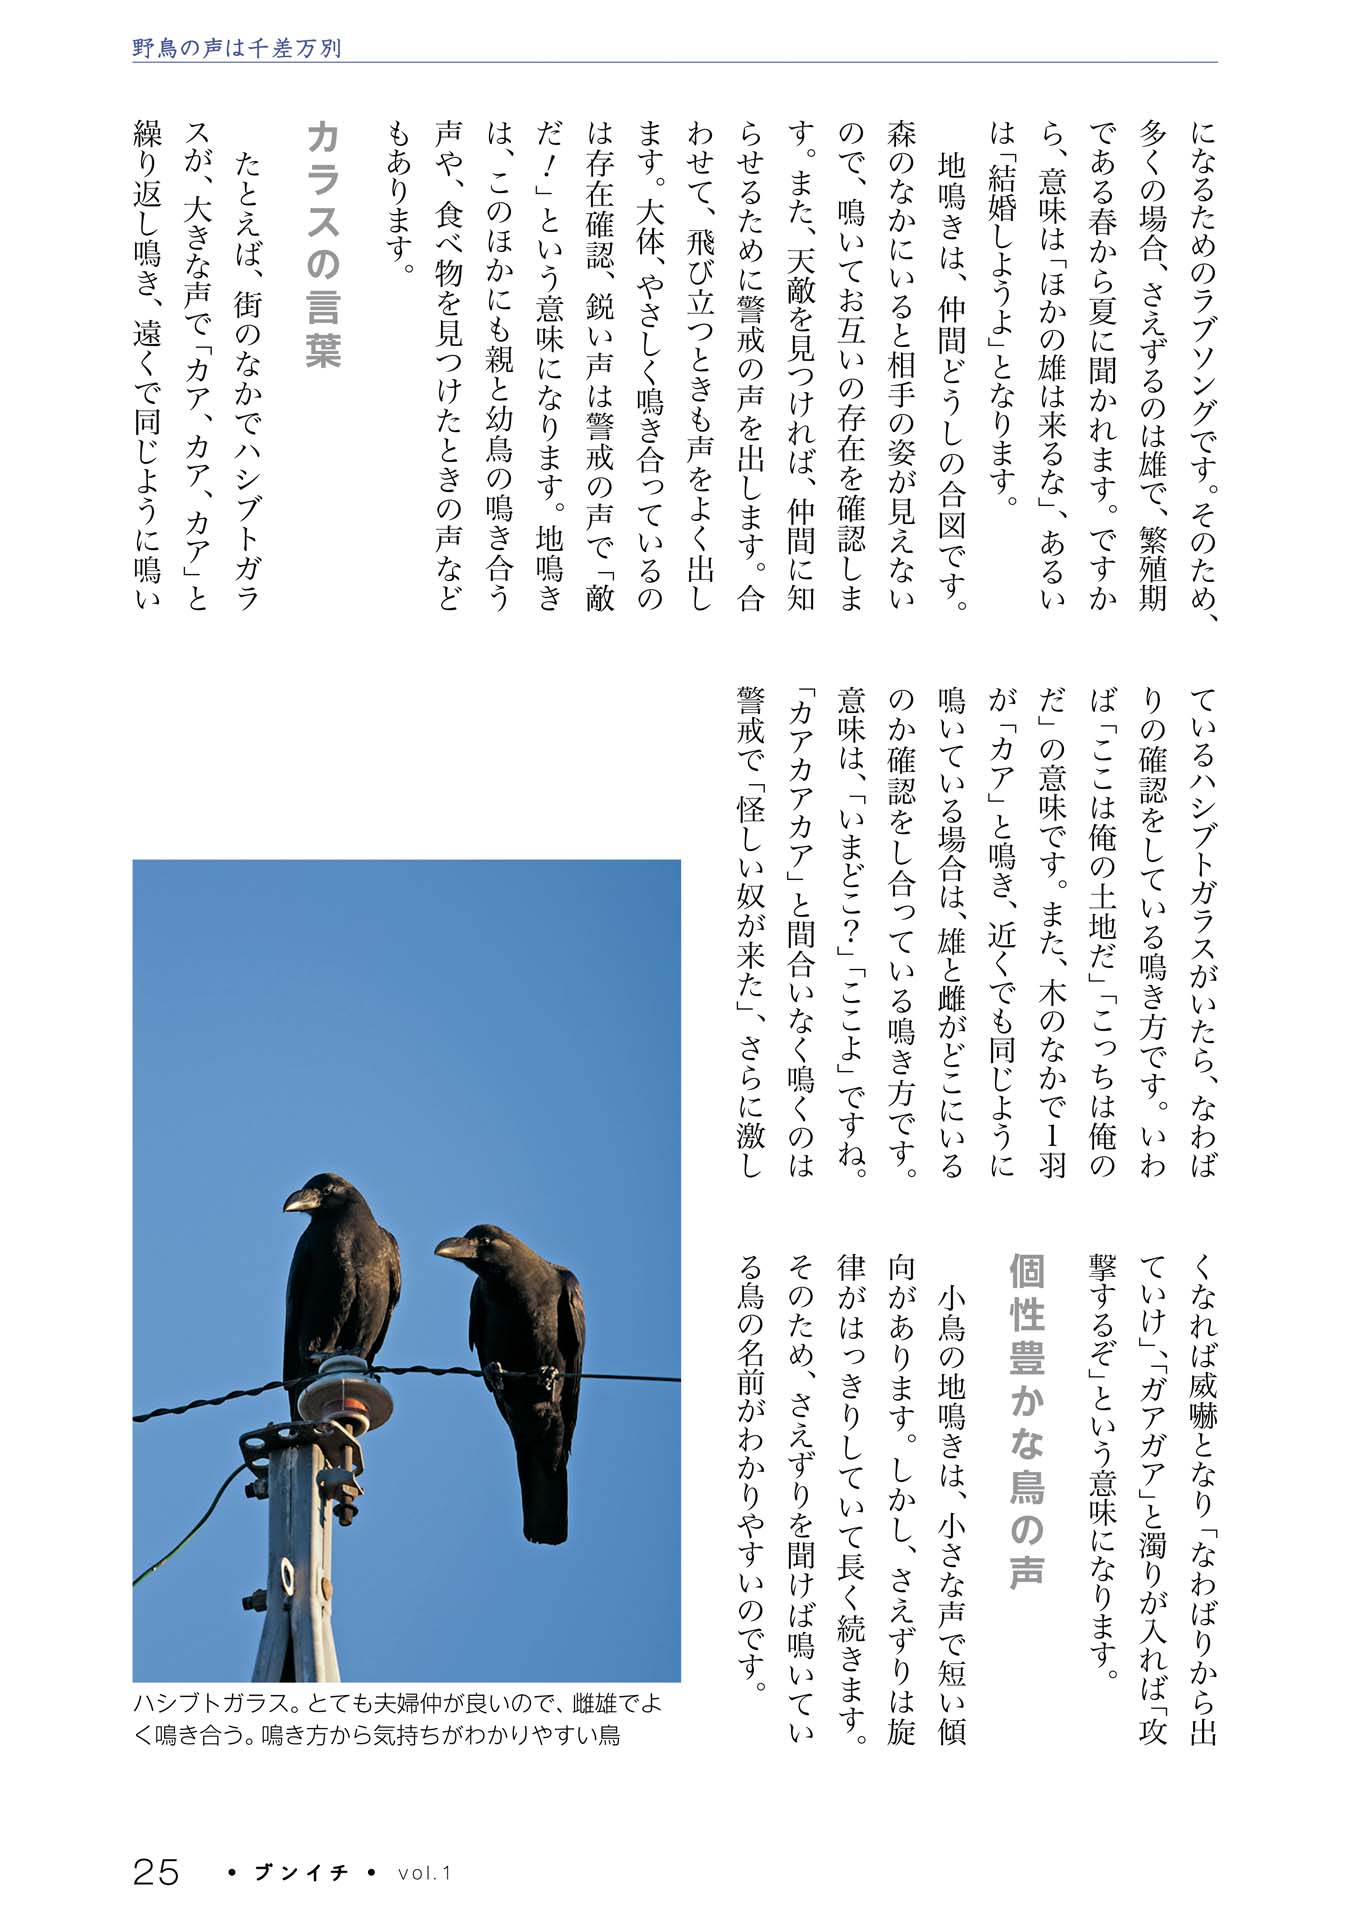 野鳥の声は千差万別
になるためのラブソングです。そのため、
多くの場合、さえずるのは雄で、繁殖期
である春から夏に聞かれます。ですか
ら、意味は「ほかの雄は来るな」、あるい
は「結婚しようよ」となります。
地鳴きは、仲間どうしの合図です。
森のなかにいると相手の姿が見えない
ので、鳴いてお互いの存在を確認しま
す。また、天敵を見つければ、仲間に知
らせるために警戒の声を出します。合
わせて、飛び立つときも声をよく出し
ます。大体、やさしく鳴き合っているの
は存在確認、鋭い声は警戒の声で「敵
だ！」という意味になります。地鳴き
は、このほかにも親と幼鳥の鳴き合う
声や、食べ物を見つけたときの声など
もあります。
カラスの言葉
たとえば、街のなかでハシブトガラ
スが、大きな声で「カア、カア、カア」と
繰り返し鳴き、遠くで同じように鳴い
ているハシブトガラスがいたら、なわば
りの確認をしている鳴き方です。いわ
ば「ここは俺の土地だ」「こっちは俺の
だ」の意味です。また、木のなかで1羽
が「カア」と鳴き、近くでも同じように
鳴いている場合は、雄と雌がどこにいる
のか確認をし合っている鳴き方です。
意味は、「いまどこ？」「ここよ」ですね。
「カアカアカア」と間合いなく鳴くのは
警戒で「怪しい奴が来た」、さらに激し
くなれば威嚇となり「なわばりから出
ていけ」、「ガアガア」と濁りが入れば「攻
撃するぞ」という意味になります。
個性豊かな鳥の声
小鳥の地鳴きは、小さな声で短い傾
向があります。しかし、さえずりは旋
律がはっきりしていて長く続きます。
そのため、さえずりを聞けば鳴いてい
る鳥の名前がわかりやすいのです。
ハシブトガラス。とても夫婦仲が良いので、雌雄でよ
く鳴き合う。鳴き方から気持ちがわかりやすい鳥
25 • ブンイチ • vol.1